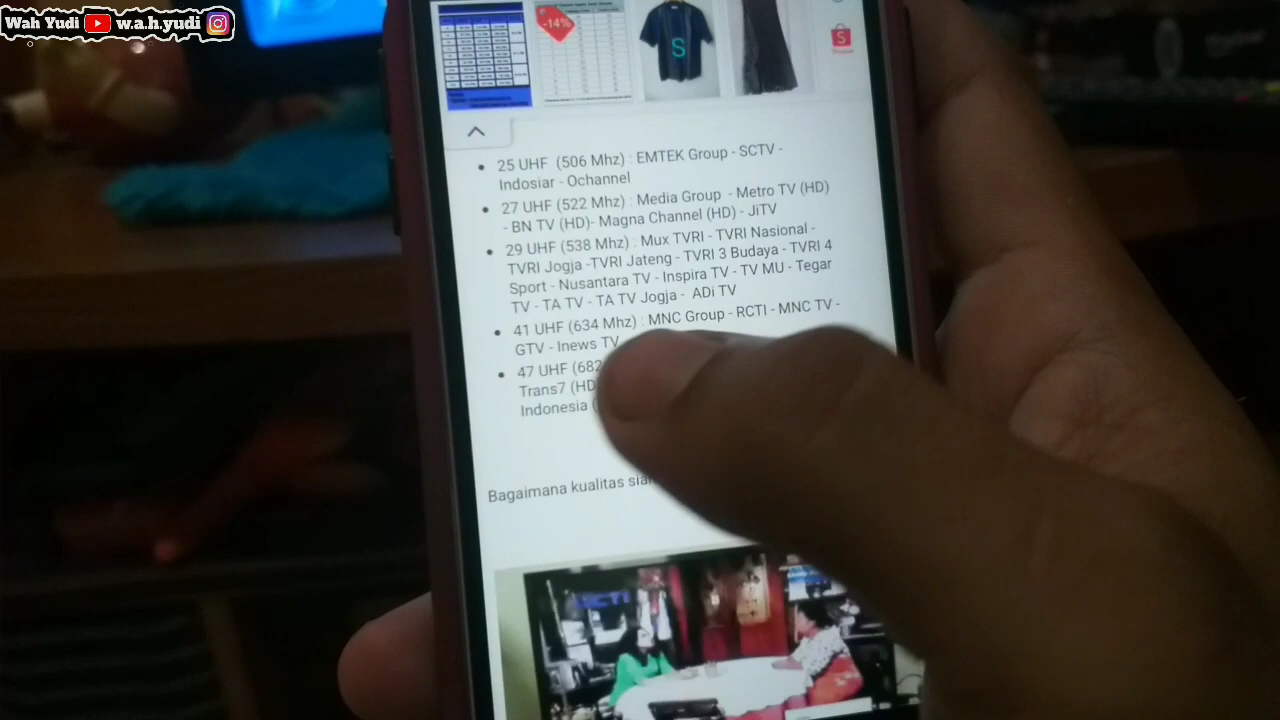 Wah Yudi w.a.h.yudi
-14%
S
Shopee
25 UHF (506 Mhz) : EMTEK Group - SCTV -
Indosiar - Ochannel
27 UHF (522 Mhz) : Media Group - Metro TV (HD)
- BN TV (HD)- Magna Channel (HD) - JiTV
29 UHF (538 Mhz) : Mux TVRI - TVRI Nasional -
TVRI Jogja -TVRI Jateng - TVRI 3 Budaya - TVRI 4
Sport - Nusantara TV - Inspira TV - TV MU - Tegar
TV - TA TV - TA TV Jogja - ADi TV
41 UHF (634 Mhz) : MNC Group - RCTI - MNC TV -
GTV - Inews TV
47 UHF (682
Trans7 (HD
Indonesia (
Bagaimana kualitas
RCTI